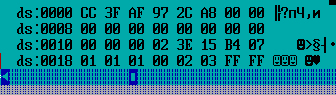 ds:0000 CC 3F AF 97 2C A8 00 00 ╠?пЧ,и
ds:0008 00 00 00 00 00 00 00 00
ds:0010 00 00 00 02 3E 15 B4 07 ☻>§┤•
ds:0018 01 01 01 00 02 03 FF FF ☺☺☺ ☻♥